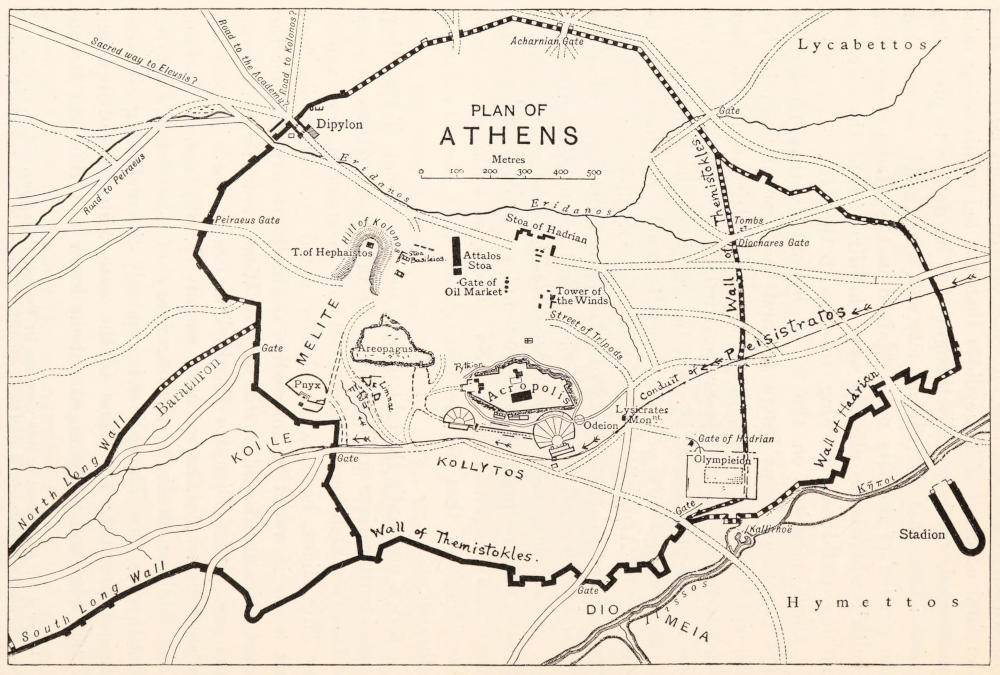 Lycabettos
Acharnian Gate
Sacred way to Eleusis?
Road to the Academy?
Road to Kolonos?
PLAN OF
ATHENS
Metres
0 100 200 300 400 500
Gate
Dipylon
Eridanos
Road to Peiraeus
Wall of Themistokles
Eridanos
Peiraeus Gate
Hill of Kolonos
Stoa of
Hadrian
Tombs
Diochares Gate
T. of Hephaistos
Stoa
Basileios.
Attalos
Stoa
Gate of
Oil Market
Tower of
the Winds
Street of Tripods
Conduit of Peisistratos
MELITE
Areopagus
Gate
Barathron
Pythion
Pnyx
Limnae
Acropolis
Lysicrates
Monnt.
Odeion
Wall of Hadrian
North Long Wall
KOILE
Gate
KOLLYTOS
Gate of Hadrian
Olympieion
Κῆποι
Gate
Kallirhoë
Stadion
Wall of Themistokles.
South Long Wall
Gate
Ilissos
DIOMEIA
Hymettos